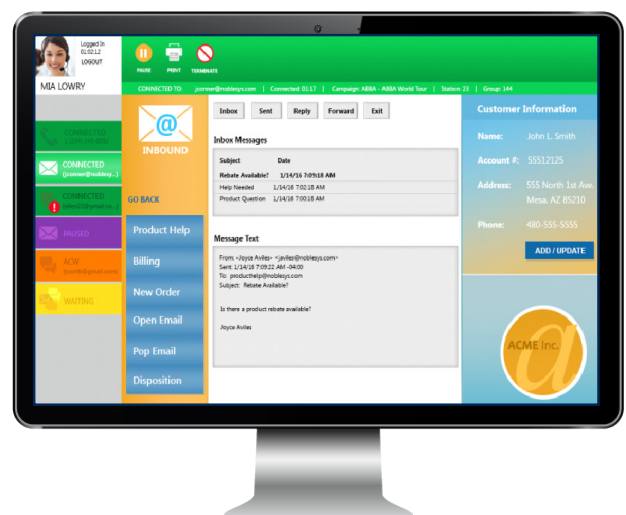 Logged In
01:02:12
LOGOUT
MIA LOWRY
PAUSE PRINT TERMINATE
CONNECTED TO: jconner@noblesys.com | Connected: 01:17 | Campaign: ABBA - ABBA World Tour | Station: 23 | Group: 144
CONNECTED
CONNECTED
(jconner@noblesy...)
CONNECTED
PAUSED
ACW
WAITING
@
INBOUND
GO BACK
Product Help
Billing
New Order
Open Email
Pop Email
Disposition
Inbox Sent Reply Forward Exit
Inbox Messages
Subject Date
Rebate Available? 1/14/16 7:09:18 AM
Help Needed 1/14/16 7:02:18 AM
Product Question 1/14/16 7:00:18 AM
Message Text
From: <Joyce Aviles> <javiles@noblesys.com>
Sent: 1/14/16 7:09:22 AM -04:00
To: producthelp@noblesys.com
Subject: Rebate Available?
Is there a product rebate available?
Joyce Aviles
Customer Information
Name: John L. Smith
Account #: 55512125
Address: 555 North 1st Ave.
Mesa, AZ 85210
Phone: 480-555-5555
ADD / UPDATE
ACME Inc.
a